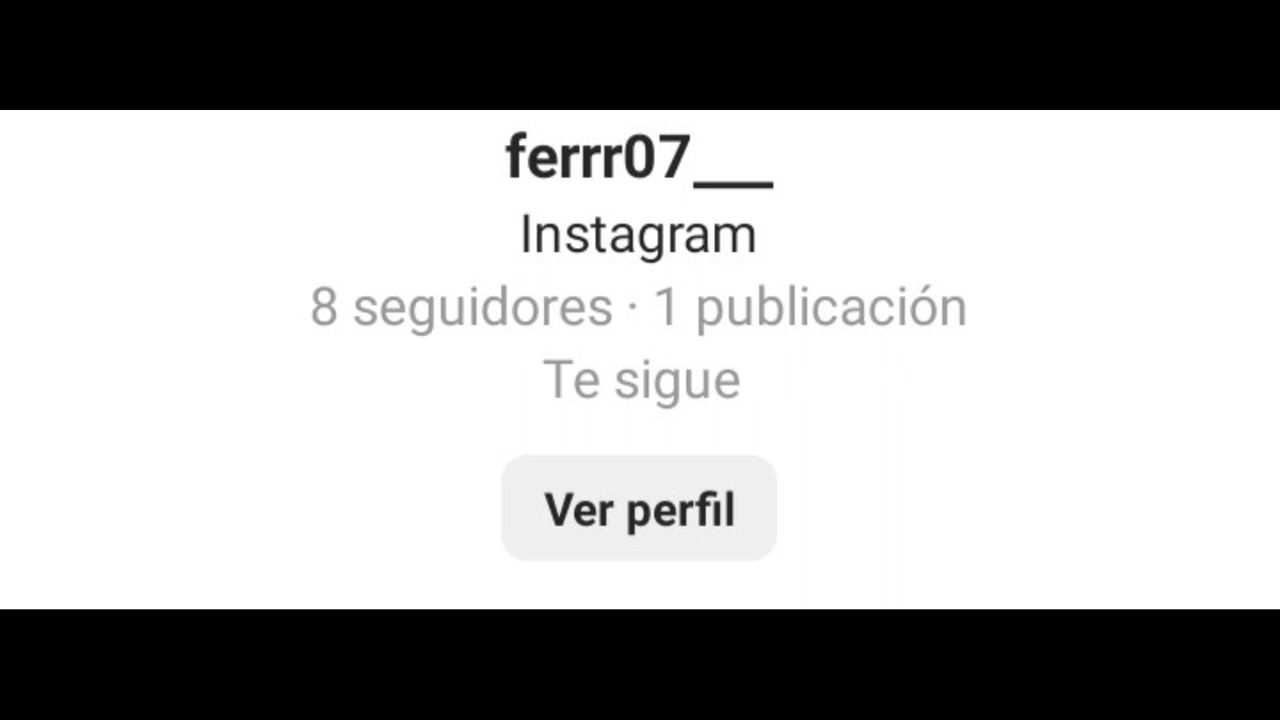 ferrr07___
Instagram
8 seguidores · 1 publicación
Te sigue
Ver perfil